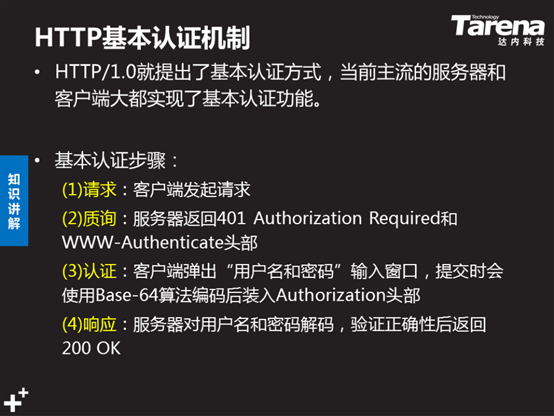 HTTP基本认证机制
Technology
Tarena
达内科技
• HTTP/1.0就提出了基本认证方式，当前主流的服务器和
客户端大都实现了基本认证功能。
• 基本认证步骤：
(1)请求：客户端发起请求
(2)质询：服务器返回401 Authorization Required和
WWW-Authenticate头部
(3)认证：客户端弹出“用户名和密码”输入窗口，提交时会
使用Base-64算法编码后装入Authorization头部
(4)响应：服务器对用户名和密码解码，验证正确性后返回
200 OK
知识讲解